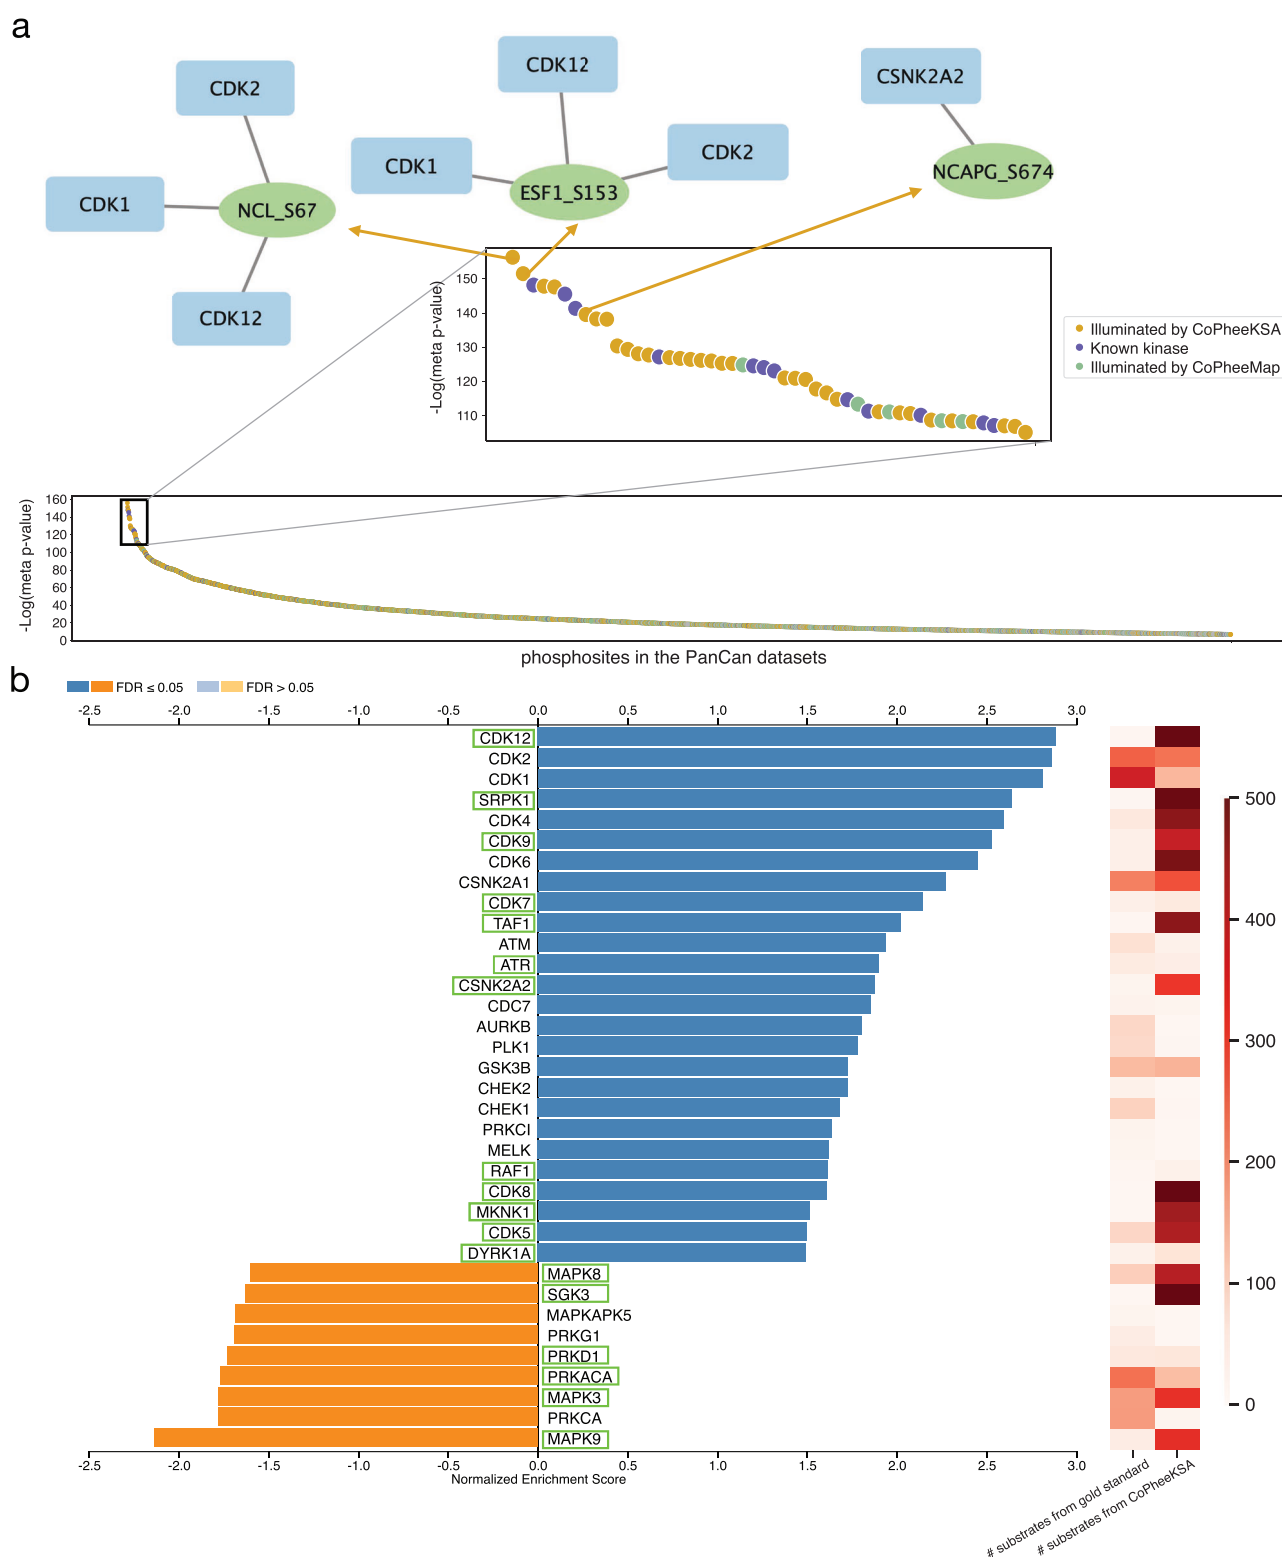 a
CDK12
CSNK2A2
CDK2
CDK1
CDK2
NCAPG_S674
ESF1_S153
CDK1
NCL_S67
CDK12
-Log(meta p-value)
150
140
130
120
110
Illuminated by CoPheeKSA
Known kinase
Illuminated by CoPheeMap
-Log(meta p-value)
160
140
120
100
80
60
40
20
0
phosphosites in the PanCan datasets
b
FDR ≤ 0.05 FDR > 0.05
-2.5 -2.0 -1.5 -1.0 -0.5 0.0 0.5 1.0 1.5 2.0 2.5 3.0
CDK12
CDK2
CDK1
SRPK1
CDK4
CDK9
CDK6
CSNK2A1
CDK7
TAF1
ATM
ATR
CSNK2A2
CDC7
AURKB
PLK1
GSK3B
CHEK2
CHEK1
PRKCI
MELK
RAF1
CDK8
MKNK1
CDK5
DYRK1A
MAPK8
SGK3
MAPKAPK5
PRKG1
PRKD1
PRKACA
MAPK3
PRKCA
MAPK9
-2.5 -2.0 -1.5 -1.0 -0.5 0.0 0.5 1.0 1.5 2.0 2.5 3.0
Normalized Enrichment Score
500
400
300
200
100
0
# substrates from gold standard
# substrates from CoPheeKSA